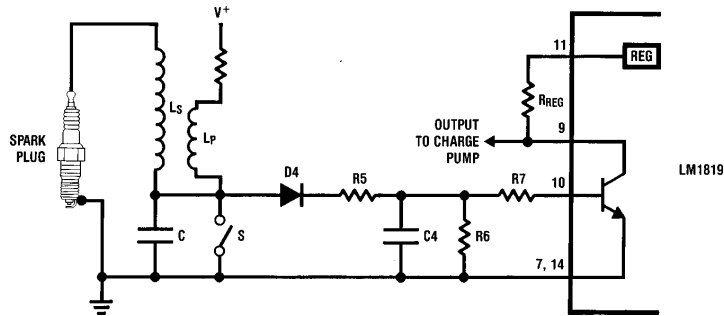 V+
11
REG
LS
RREG
LP
SPARK
PLUG
OUTPUT
TO CHARGE
PUMP
9
LM1819
D4
R5
R7
10
C
S
C4
R6
7, 14